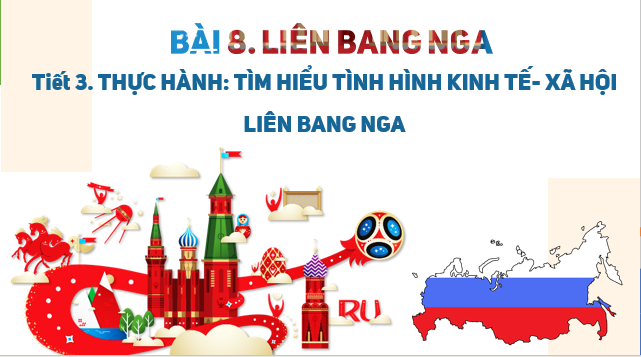 BÀI 8. LIÊN BANG NGA
Tiết 3. THỰC HÀNH: TÌM HIỂU TÌNH HÌNH KINH TẾ- XÃ HỘI
LIÊN BANG NGA
RU